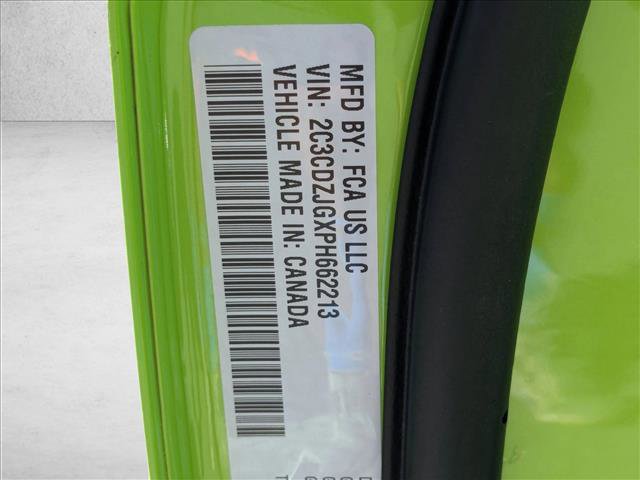 MFD BY: FCA US LLC
VIN: 2C3CDZJGXPH662213
VEHICLE MADE IN: CANADA